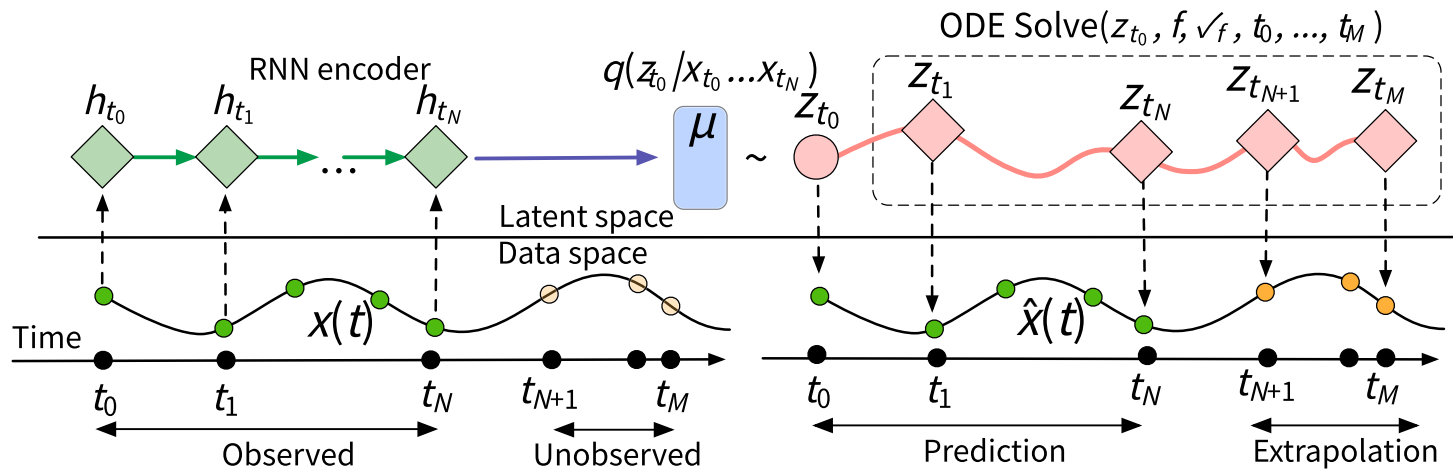 ODE Solve(z_{t_0}, f, ✓_f, t_0, ..., t_M)
RNN encoder
q(z_{t_0}/x_{t_0}...x_{t_N})
h_{t_0} h_{t_1} h_{t_N}
μ
z_{t_0} z_{t_1} z_{t_N} z_{t_{N+1}} z_{t_M}
... ~
Latent space
Data space
x(t) x̂(t)
Time
t_0 t_1 t_N t_{N+1} t_M
t_0 t_1 t_N t_{N+1} t_M
Observed Unobserved Prediction Extrapolation